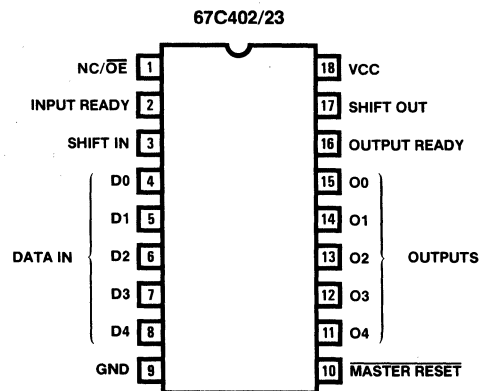 67C402/23
NC/OE 1 18 VCC
INPUT READY 2 17 SHIFT OUT
SHIFT IN 3 16 OUTPUT READY
D0 4 15 O0
D1 5 14 O1
DATA IN D2 6 13 O2 OUTPUTS
D3 7 12 O3
D4 8 11 O4
GND 9 10 MASTER RESET